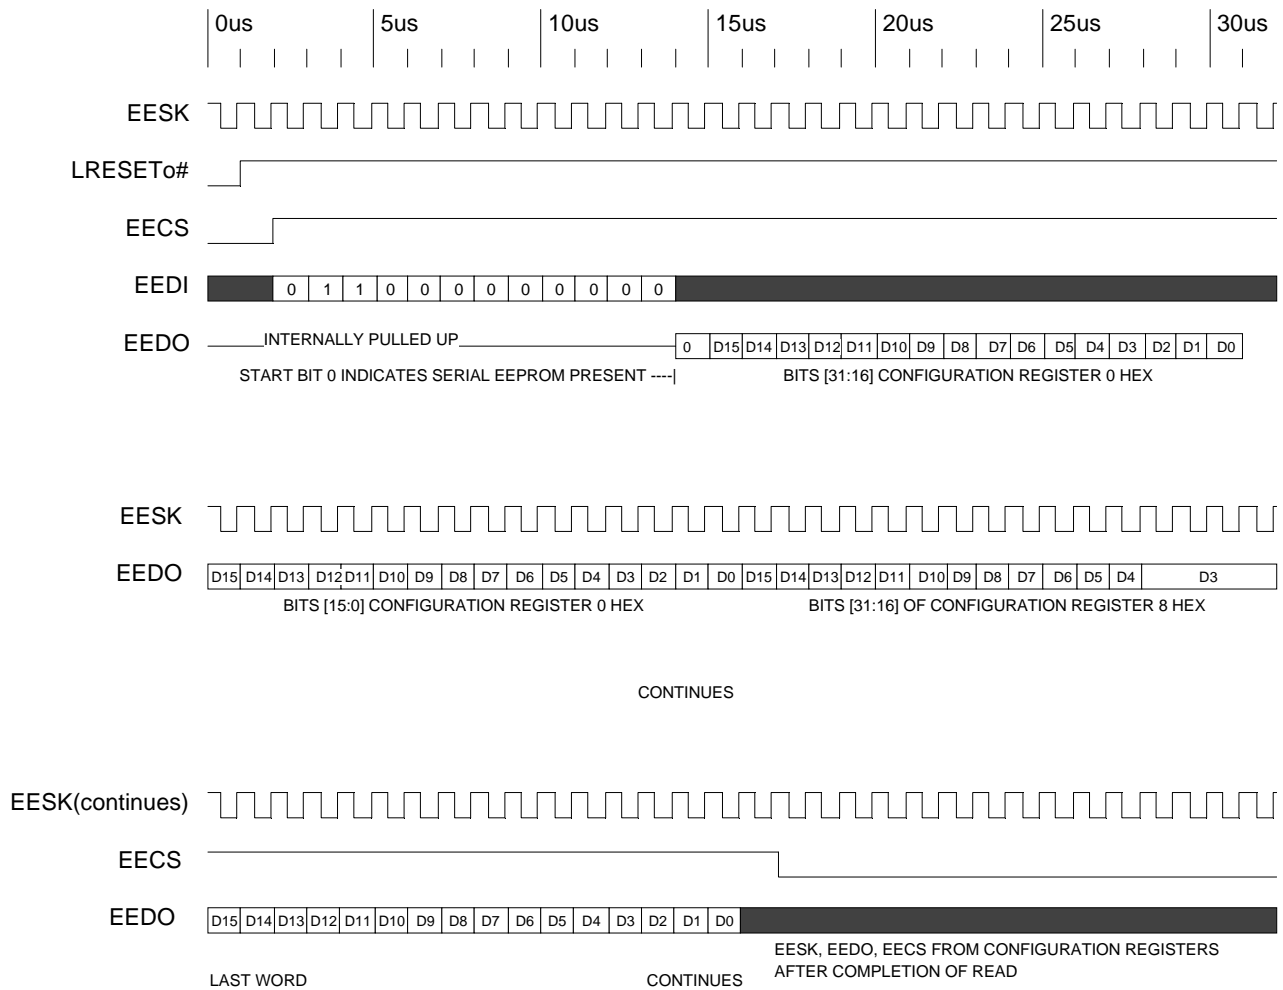 0us 5us 10us 15us 20us 25us 30us
EESK
LRESETo#
EECS
EEDI 0 1 1 0 0 0 0 0 0 0 0 0
EEDO INTERNALLY PULLED UP 0 D15 D14 D13 D12 D11 D10 D9 D8 D7 D6 D5 D4 D3 D2 D1 D0
START BIT 0 INDICATES SERIAL EEPROM PRESENT ----| BITS [31:16] CONFIGURATION REGISTER 0 HEX
EESK
EEDO D15 D14 D13 D12 D11 D10 D9 D8 D7 D6 D5 D4 D3 D2 D1 D0 D15 D14 D13 D12 D11 D10 D9 D8 D7 D6 D5 D4 D3
BITS [15:0] CONFIGURATION REGISTER 0 HEX BITS [31:16] OF CONFIGURATION REGISTER 8 HEX
CONTINUES
EESK(continues)
EECS
EEDO D15 D14 D13 D12 D11 D10 D9 D8 D7 D6 D5 D4 D3 D2 D1 D0
EESK, EEDO, EECS FROM CONFIGURATION REGISTERS
AFTER COMPLETION OF READ
LAST WORD CONTINUES